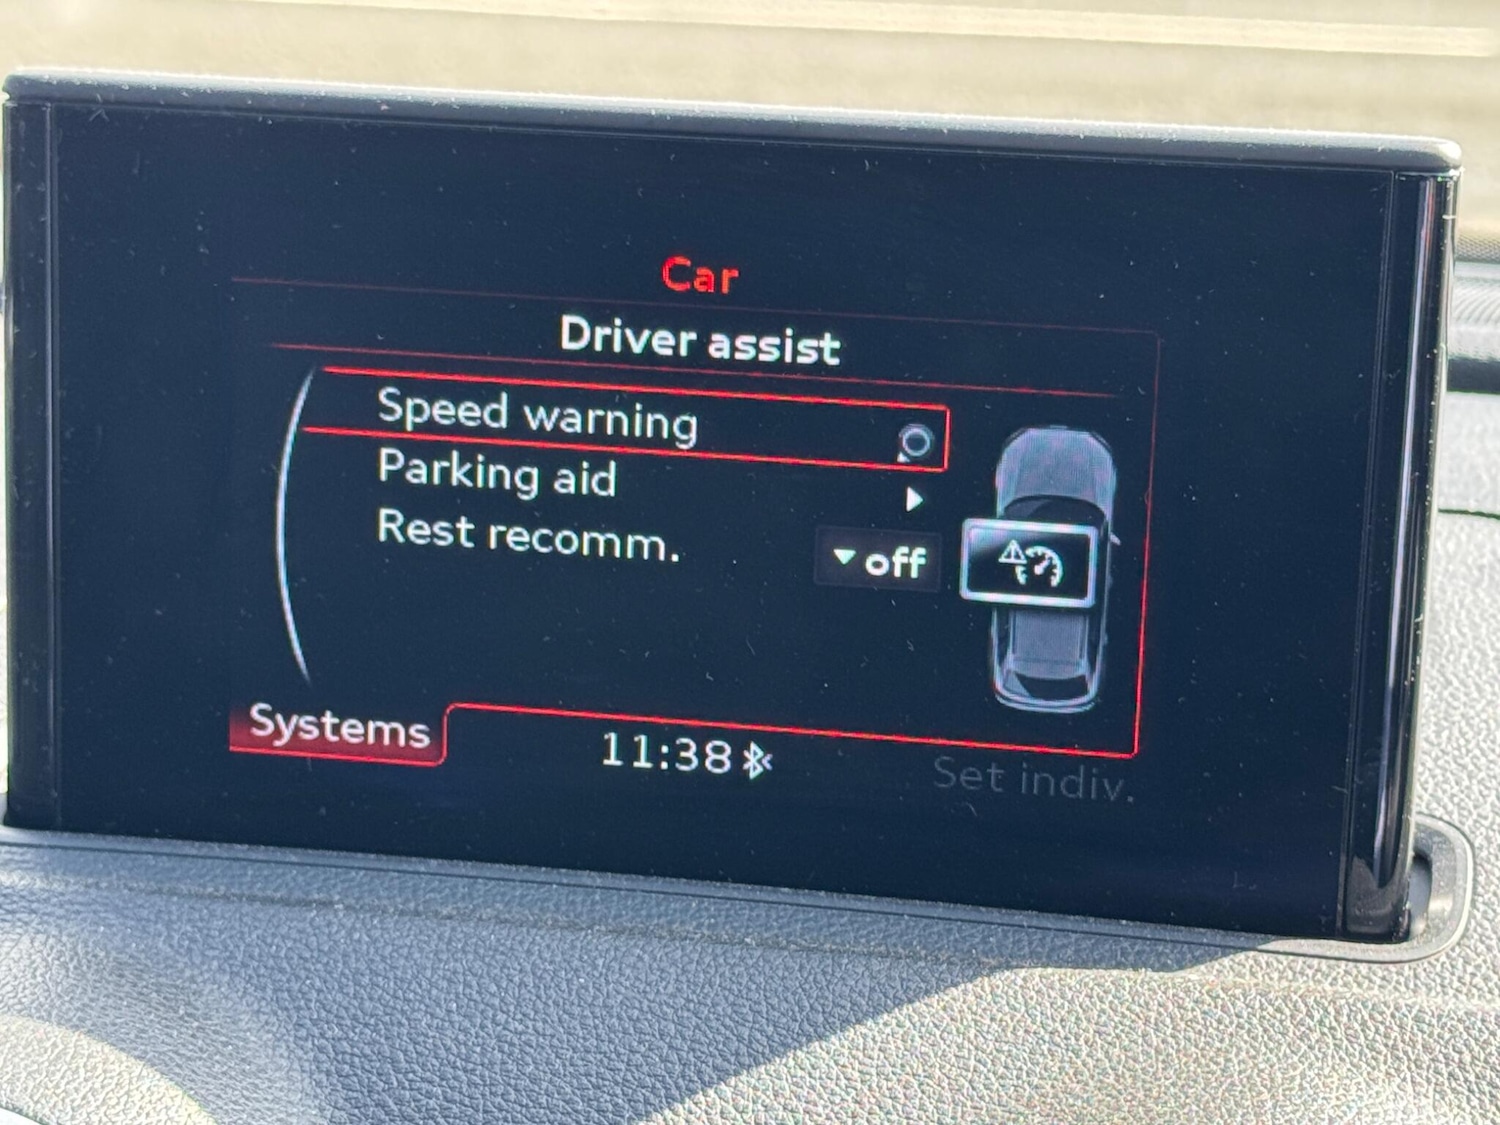 Car
Driver assist
Speed warning
Parking aid
Rest recomm.
off
Systems
11:38
Set indiv.